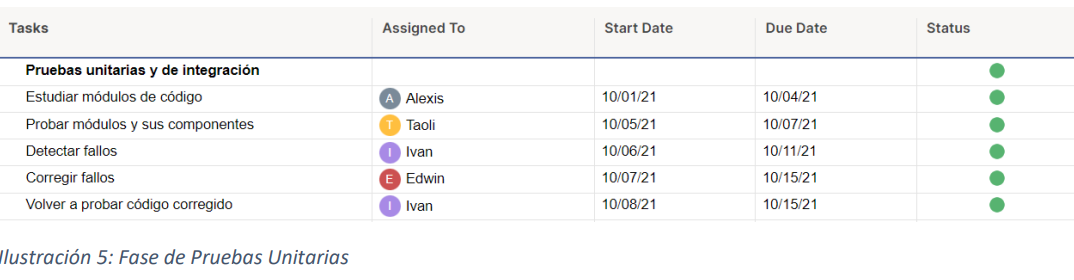 Tasks Assigned To Start Date Due Date Status
Pruebas unitarias y de integración
Estudiar módulos de código A Alexis 10/01/21 10/04/21
Probar módulos y sus componentes T Taoli 10/05/21 10/07/21
Detectar fallos I Ivan 10/06/21 10/11/21
Corregir fallos E Edwin 10/07/21 10/15/21
Volver a probar código corregido I Ivan 10/08/21 10/15/21
Ilustración 5: Fase de Pruebas Unitarias